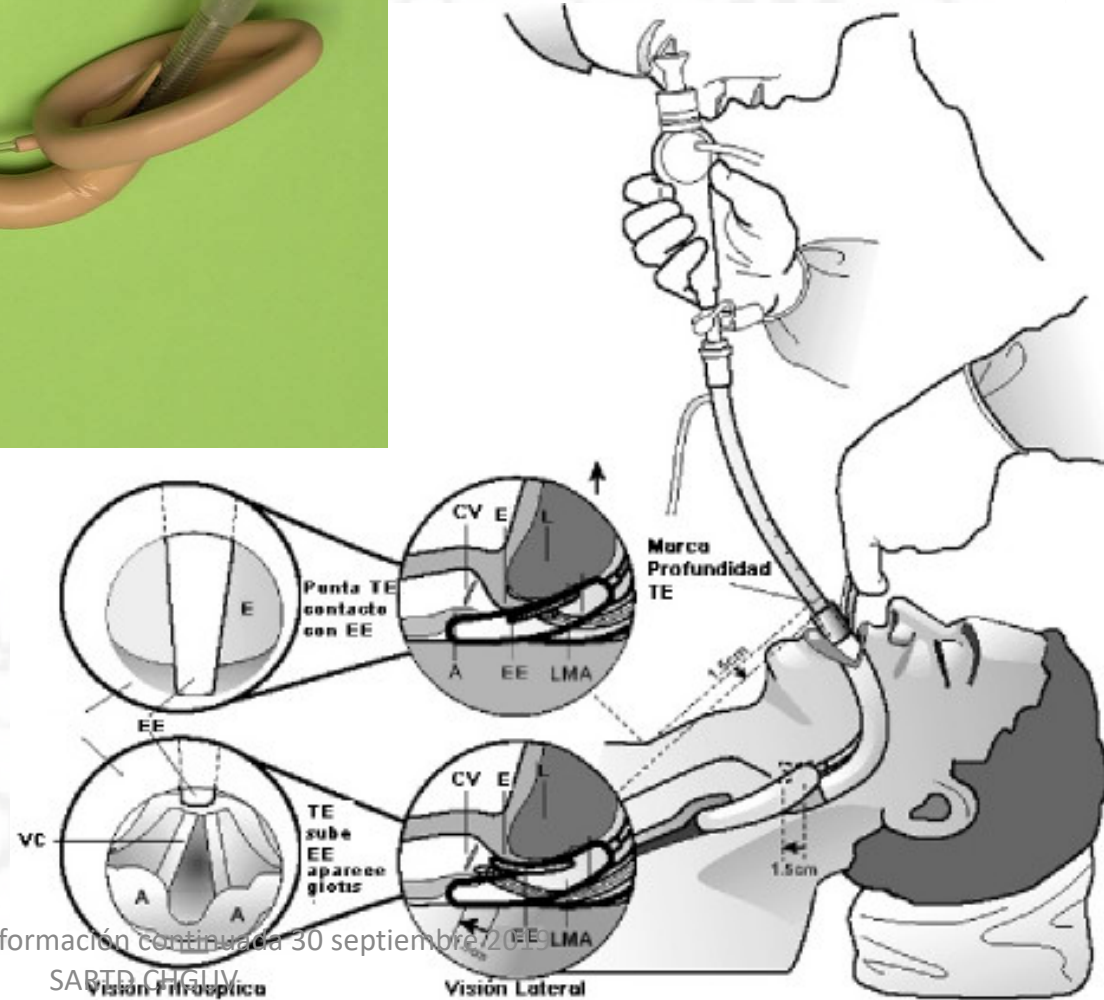 CV E L
Marca
Profundidad
TE
Punta TE
contacto
con EE
E
1.5cm
A EE LMA
EE
CV E L
TE
sube
EE
aparece
glotis
VC
A
A
1.5cm
EE LMA
formación continuada 30 septiembre 2019
SARTD CHGUV
Visión Fibroóptica
Visión Lateral